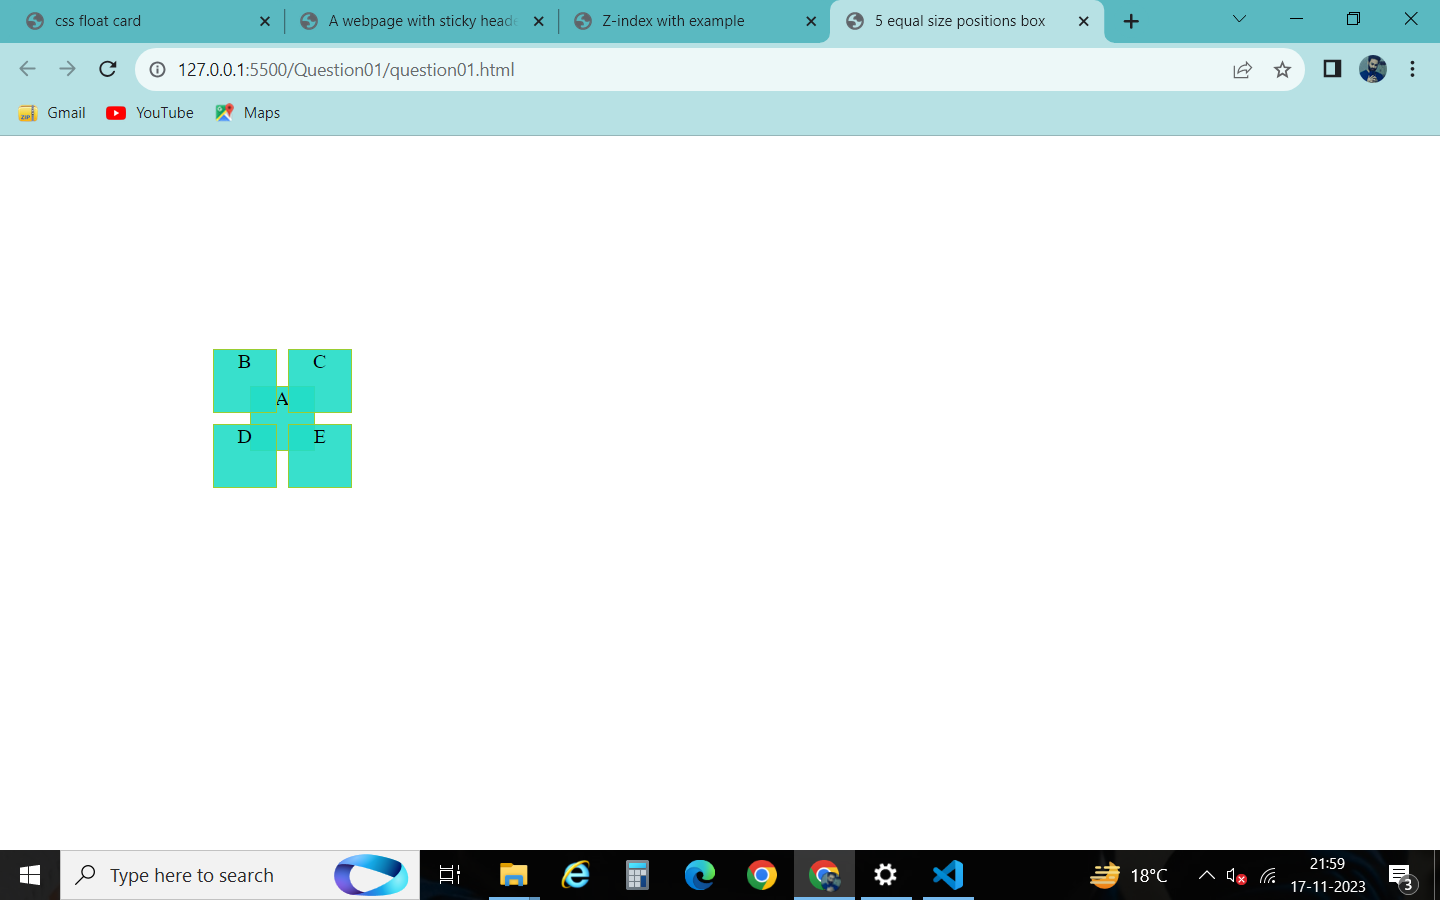 css float card
A webpage with sticky heade
Z-index with example
5 equal size positions box
127.0.0.1:5500/Question01/question01.html
Gmail
YouTube
Maps
B C
A
D E
Type here to search
18°C
21:59
17-11-2023
3